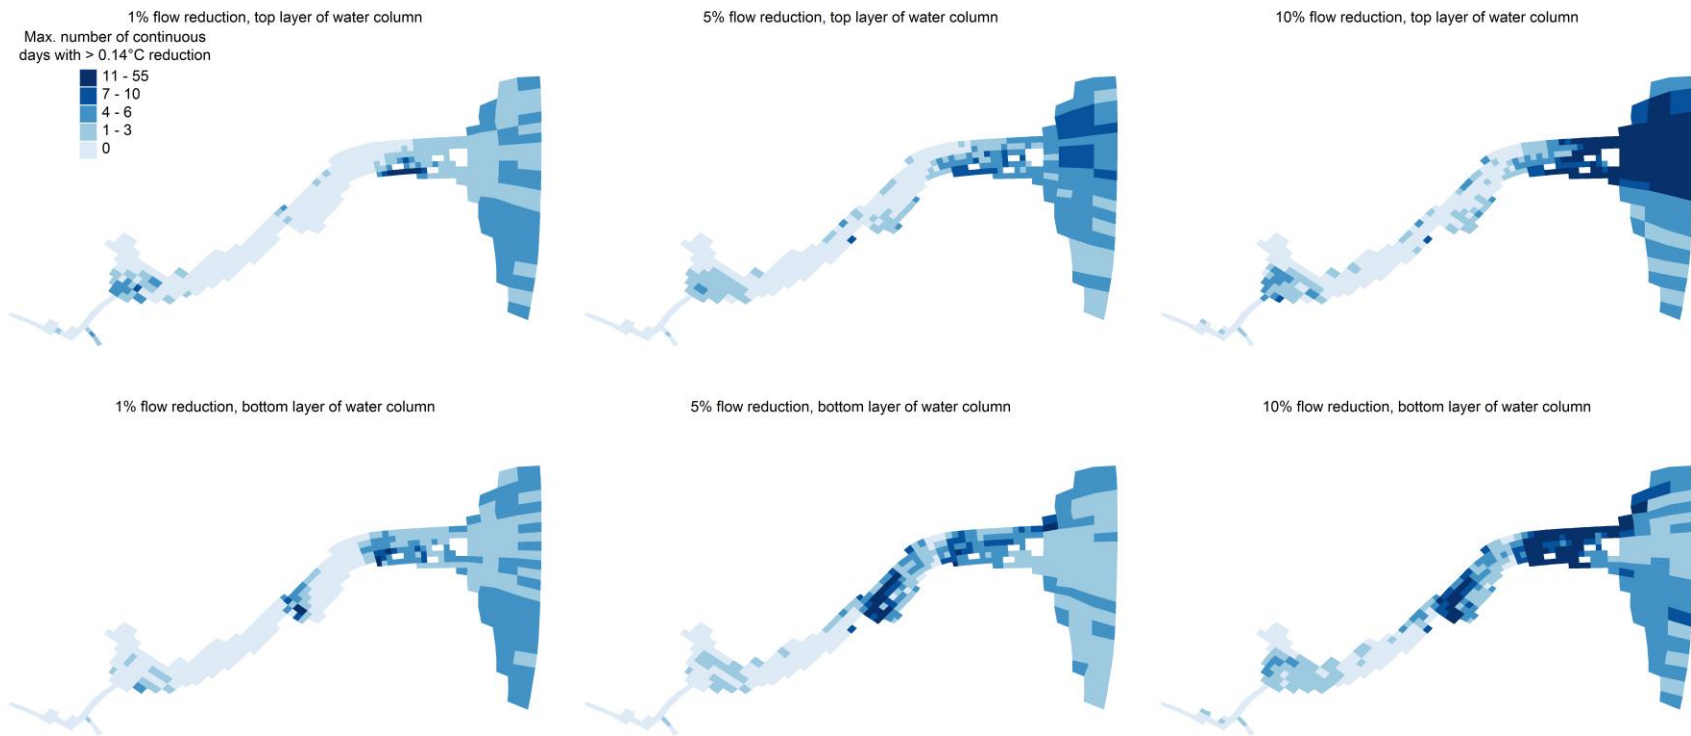 1% flow reduction, top layer of water column
5% flow reduction, top layer of water column
10% flow reduction, top layer of water column
Max. number of continuous
days with > 0.14°C reduction
11 - 55
7 - 10
4 - 6
1 - 3
0
1% flow reduction, bottom layer of water column
5% flow reduction, bottom layer of water column
10% flow reduction, bottom layer of water column